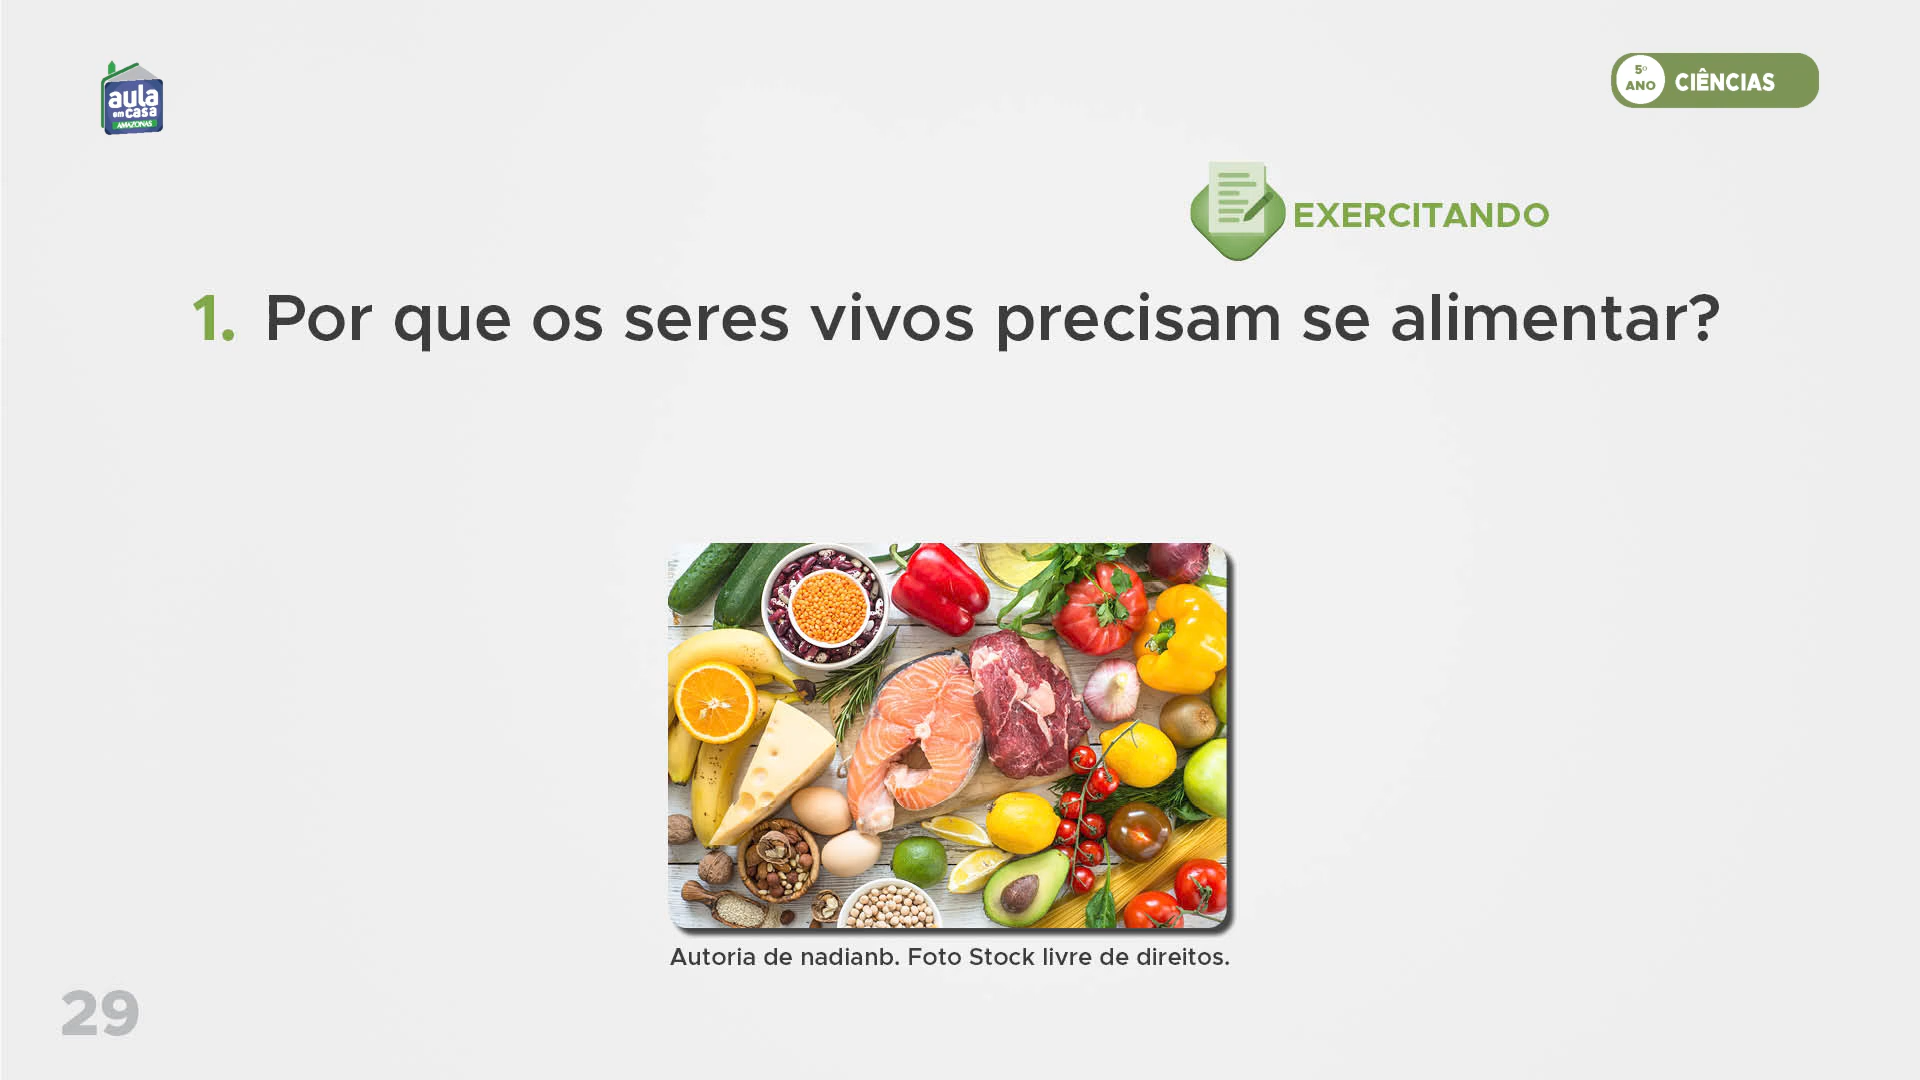 aula
em casa
AMAZONAS
5º
ANO
CIÊNCIAS
EXERCITANDO
1. Por que os seres vivos precisam se alimentar?
Autoria de nadianb. Foto Stock livre de direitos.
29